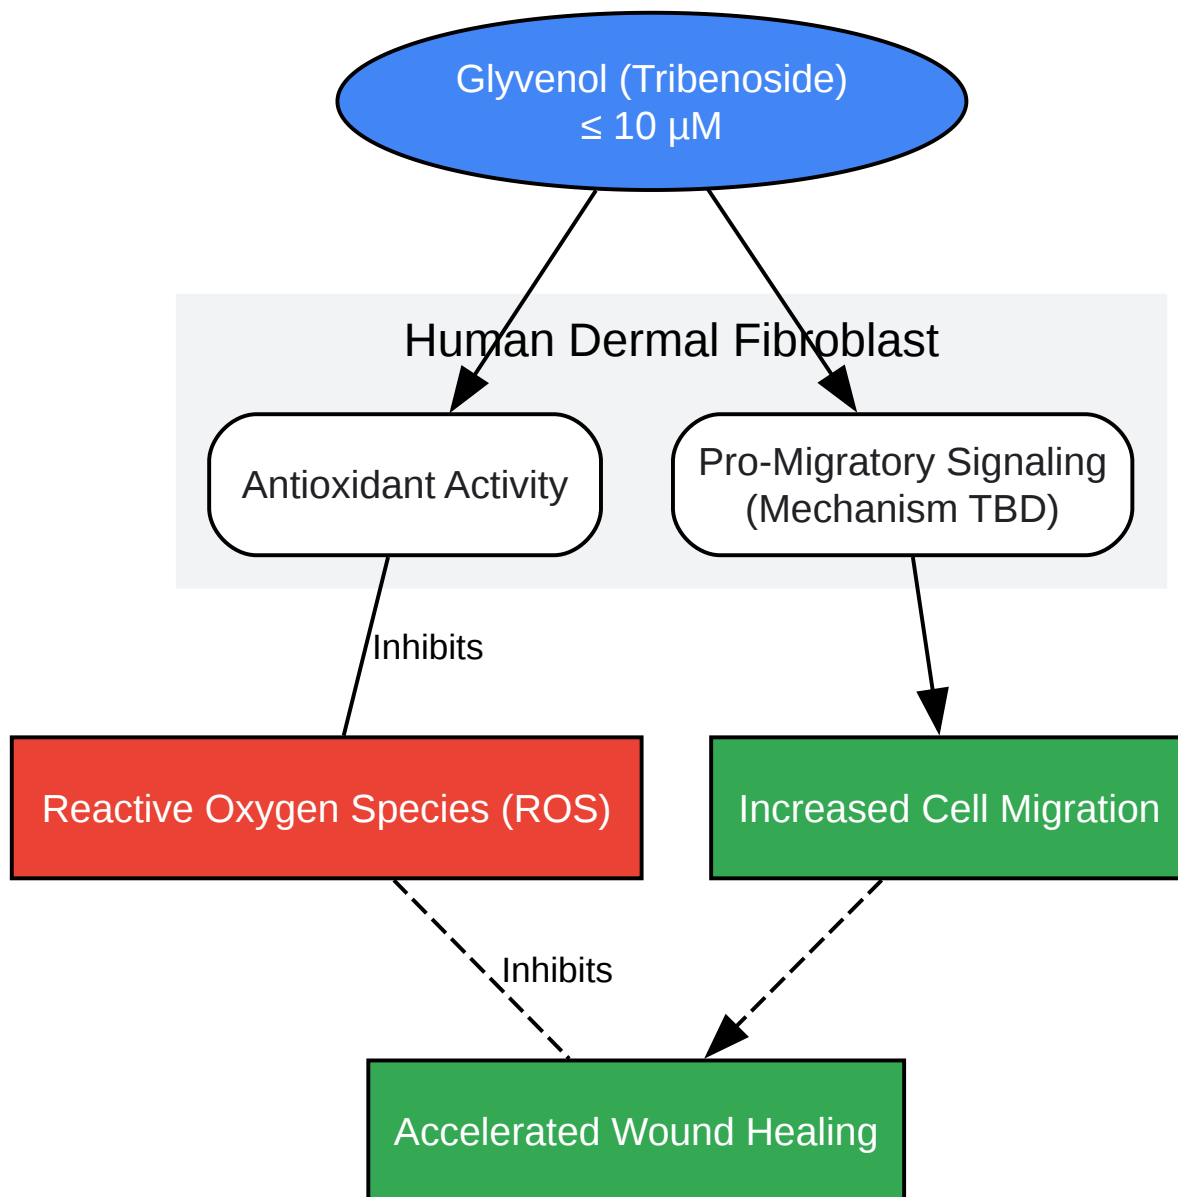 Glyvenol (Tribenoside)
≤ 10 µM
Human Dermal Fibroblast
Antioxidant Activity
Pro-Migratory Signaling
(Mechanism TBD)
Inhibits
Reactive Oxygen Species (ROS)
Increased Cell Migration
Inhibits
Accelerated Wound Healing